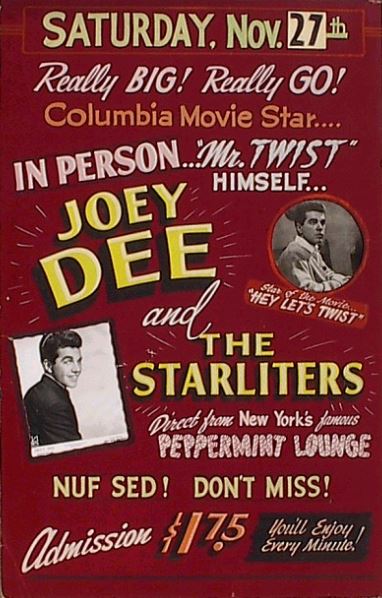 SATURDAY, NOV. 27th
Really BIG! Really GO!
Columbia Movie Star....
IN PERSON... "Mr. TWIST"
HIMSELF...
JOEY
DEE
Star of the Movie..
"HEY LET'S TWIST"
and
THE
STARLITERS
Direct from New York's famous
PEPPERMINT LOUNGE
NUF SED! DON'T MISS!
Admission $1.75
You'll Enjoy
Every Minute!